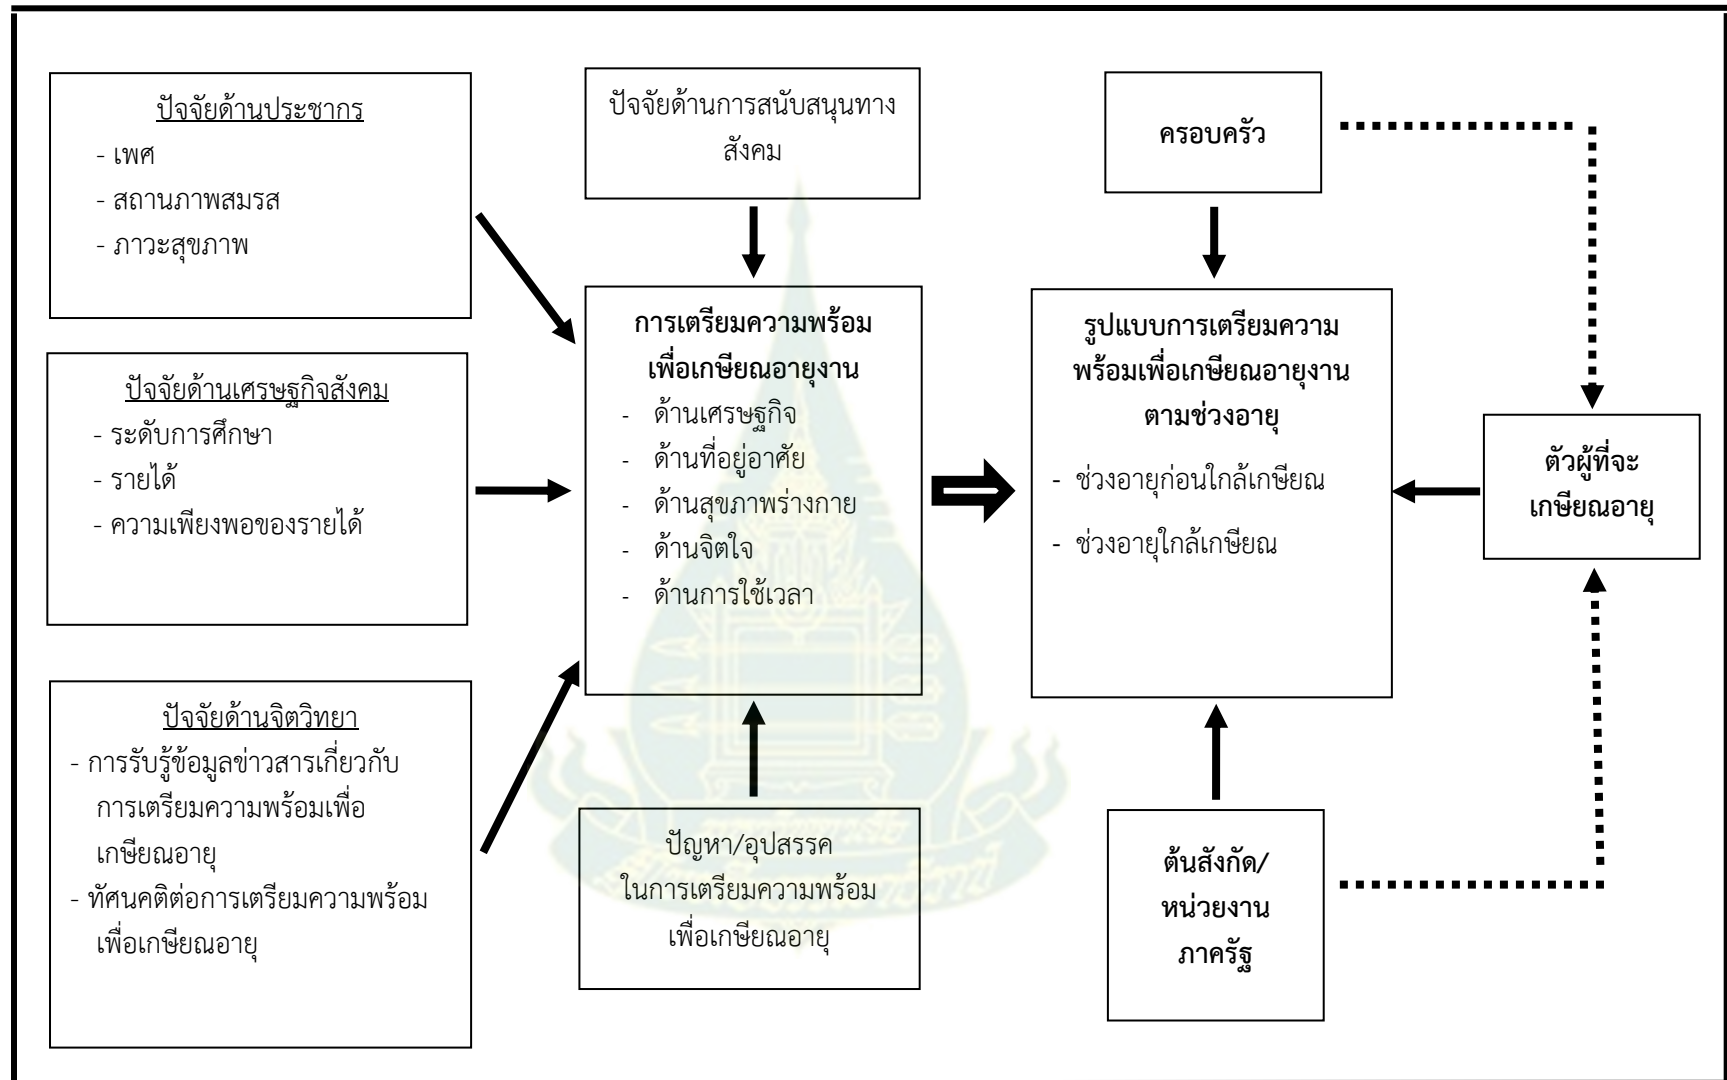 ปัจจัยด้านประชากร
- เพศ
- สถานภาพสมรส
- ภาวะสุขภาพ
ปัจจัยด้านเศรษฐกิจสังคม
- ระดับการศึกษา
- รายได้
- ความเพียงพอของรายได้
ปัจจัยด้านจิตวิทยา
- การรับรู้ข้อมูลข่าวสารเกี่ยวกับ
การเตรียมความพร้อมเพื่อ
เกษียณอายุ
- ทัศนคติต่อการเตรียมความพร้อม
เพื่อเกษียณอายุ
ปัจจัยด้านการสนับสนุนทาง
สังคม
การเตรียมความพร้อม
เพื่อเกษียณอายุงาน
- ด้านเศรษฐกิจ
- ด้านที่อยู่อาศัย
- ด้านสุขภาพร่างกาย
- ด้านจิตใจ
- ด้านการใช้เวลา
ปัญหา/อุปสรรค
ในการเตรียมความพร้อม
เพื่อเกษียณอายุ
ครอบครัว
รูปแบบการเตรียมความ
พร้อมเพื่อเกษียณอายุงาน
ตามช่วงอายุ
- ช่วงอายุก่อนใกล้เกษียณ
- ช่วงอายุใกล้เกษียณ
ต้นสังกัด/
หน่วยงาน
ภาครัฐ
ตัวผู้ที่จะ
เกษียณอายุ